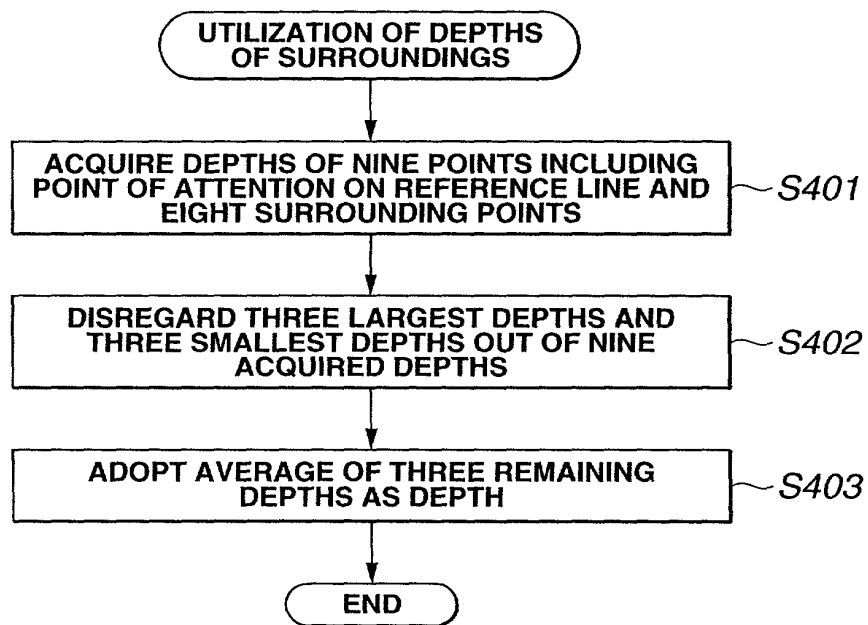 UTILIZATION OF DEPTHS
OF SURROUNDINGS
ACQUIRE DEPTHS OF NINE POINTS INCLUDING
POINT OF ATTENTION ON REFERENCE LINE AND
EIGHT SURROUNDING POINTS
S401
DISREGARD THREE LARGEST DEPTHS AND
THREE SMALLEST DEPTHS OUT OF NINE
ACQUIRED DEPTHS
S402
ADOPT AVERAGE OF THREE REMAINING
DEPTHS AS DEPTH
S403
END